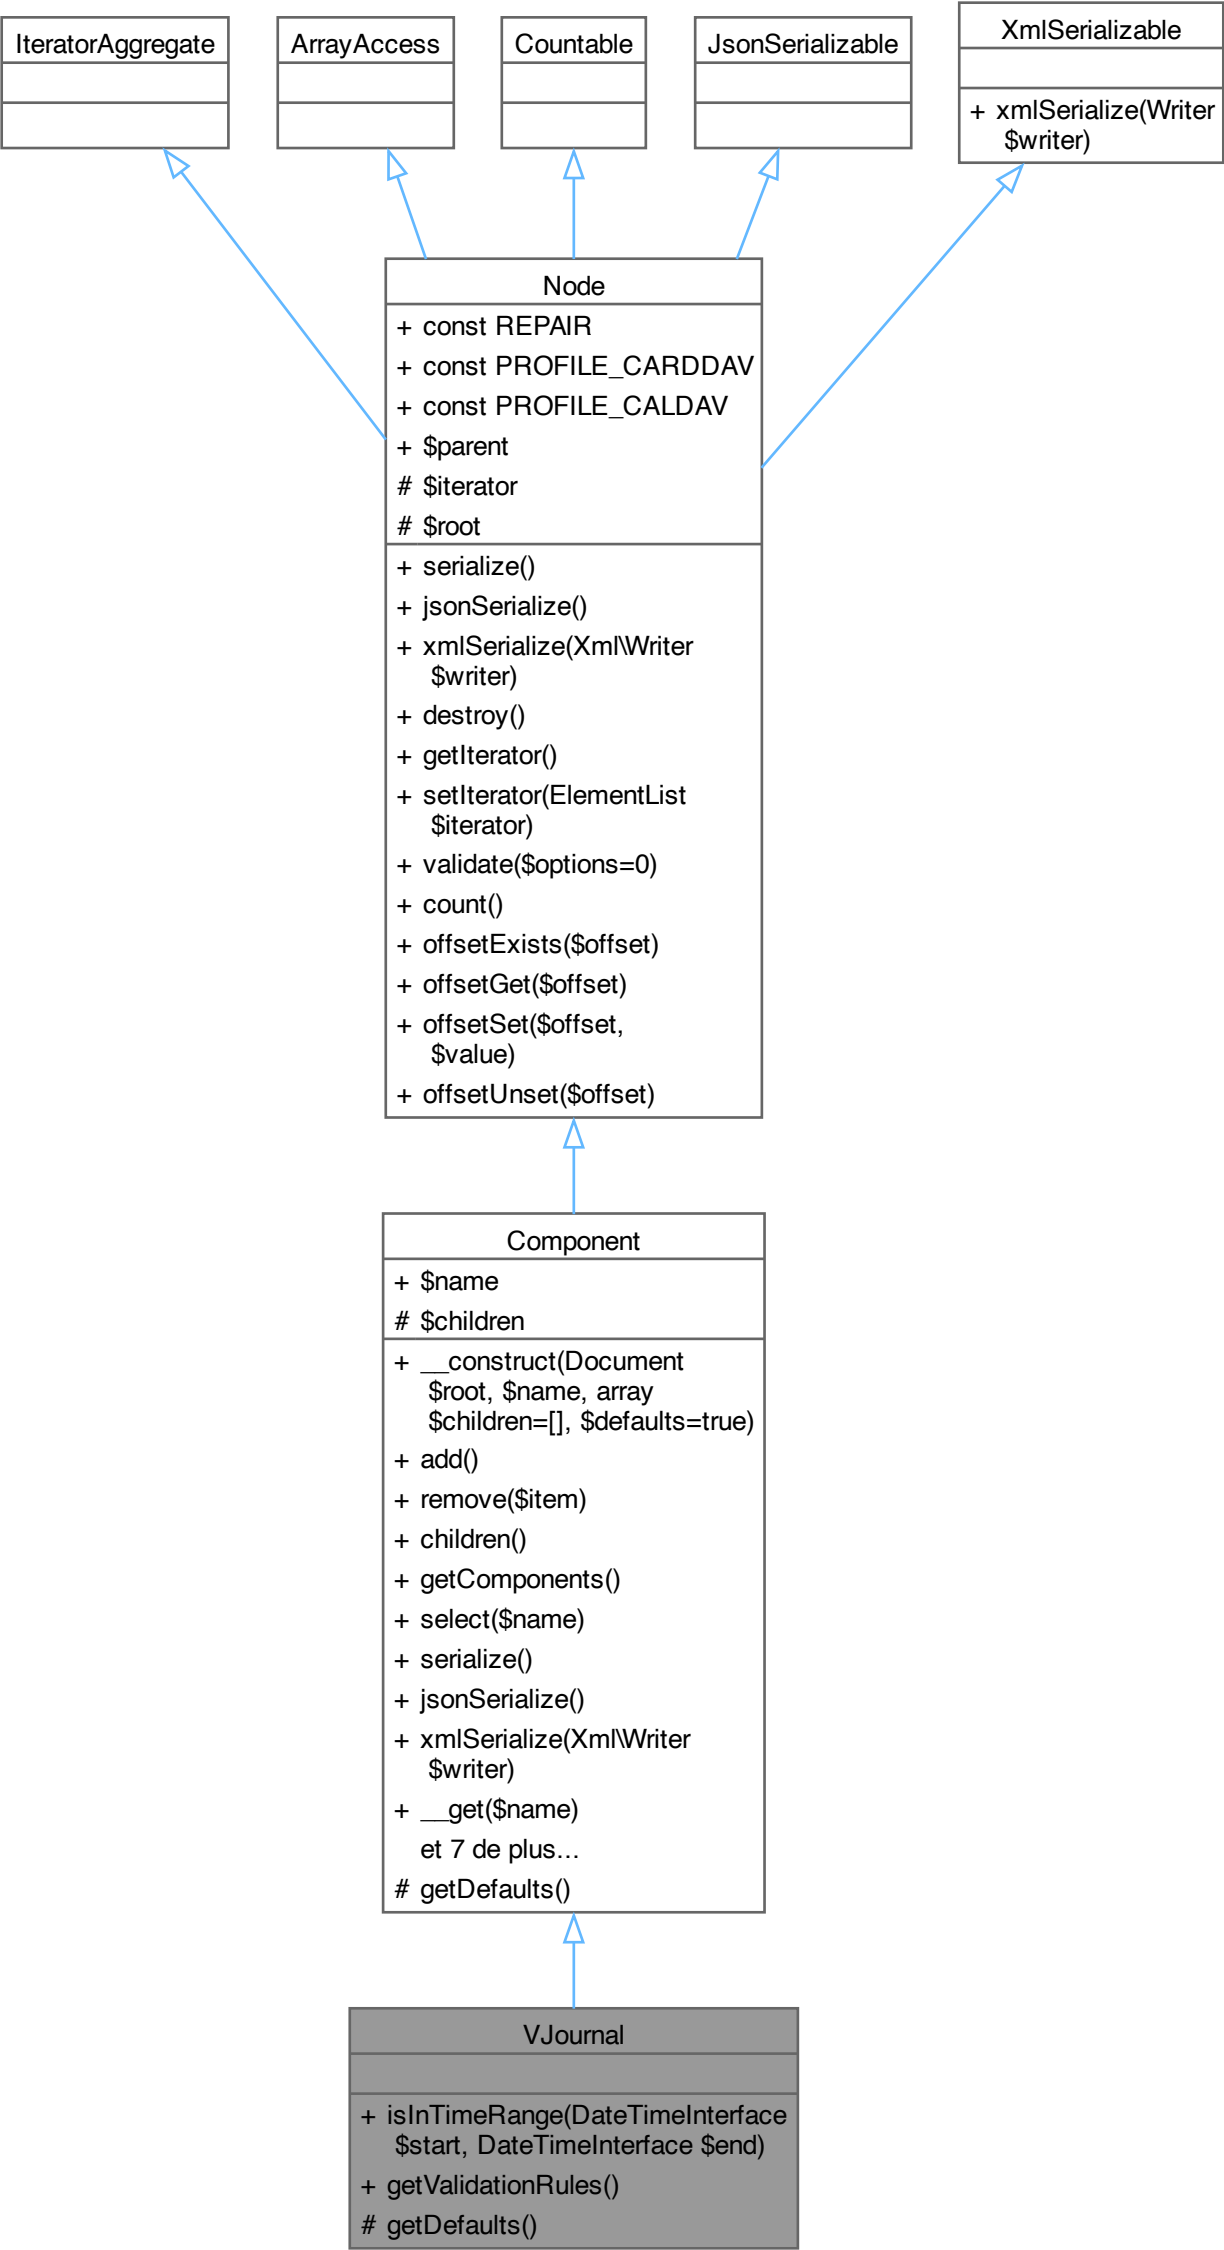 IteratorAggregate
ArrayAccess
Countable
JsonSerializable
XmlSerializable
+ xmlSerialize(Writer
$writer)
Node
+ const REPAIR
+ const PROFILE_CARDDAV
+ const PROFILE_CALDAV
+ $parent
# $iterator
# $root
+ serialize()
+ jsonSerialize()
+ xmlSerialize(Xml\Writer
$writer)
+ destroy()
+ getIterator()
+ setIterator(ElementList
$iterator)
+ validate($options=0)
+ count()
+ offsetExists($offset)
+ offsetGet($offset)
+ offsetSet($offset,
$value)
+ offsetUnset($offset)
Component
+ $name
# $children
+ __construct(Document
$root, $name, array
$children=[], $defaults=true)
+ add()
+ remove($item)
+ children()
+ getComponents()
+ select($name)
+ serialize()
+ jsonSerialize()
+ xmlSerialize(Xml\Writer
$writer)
+ __get($name)
et 7 de plus...
# getDefaults()
VJournal
+ isInTimeRange(DateTimeInterface
$start, DateTimeInterface $end)
+ getValidationRules()
# getDefaults()